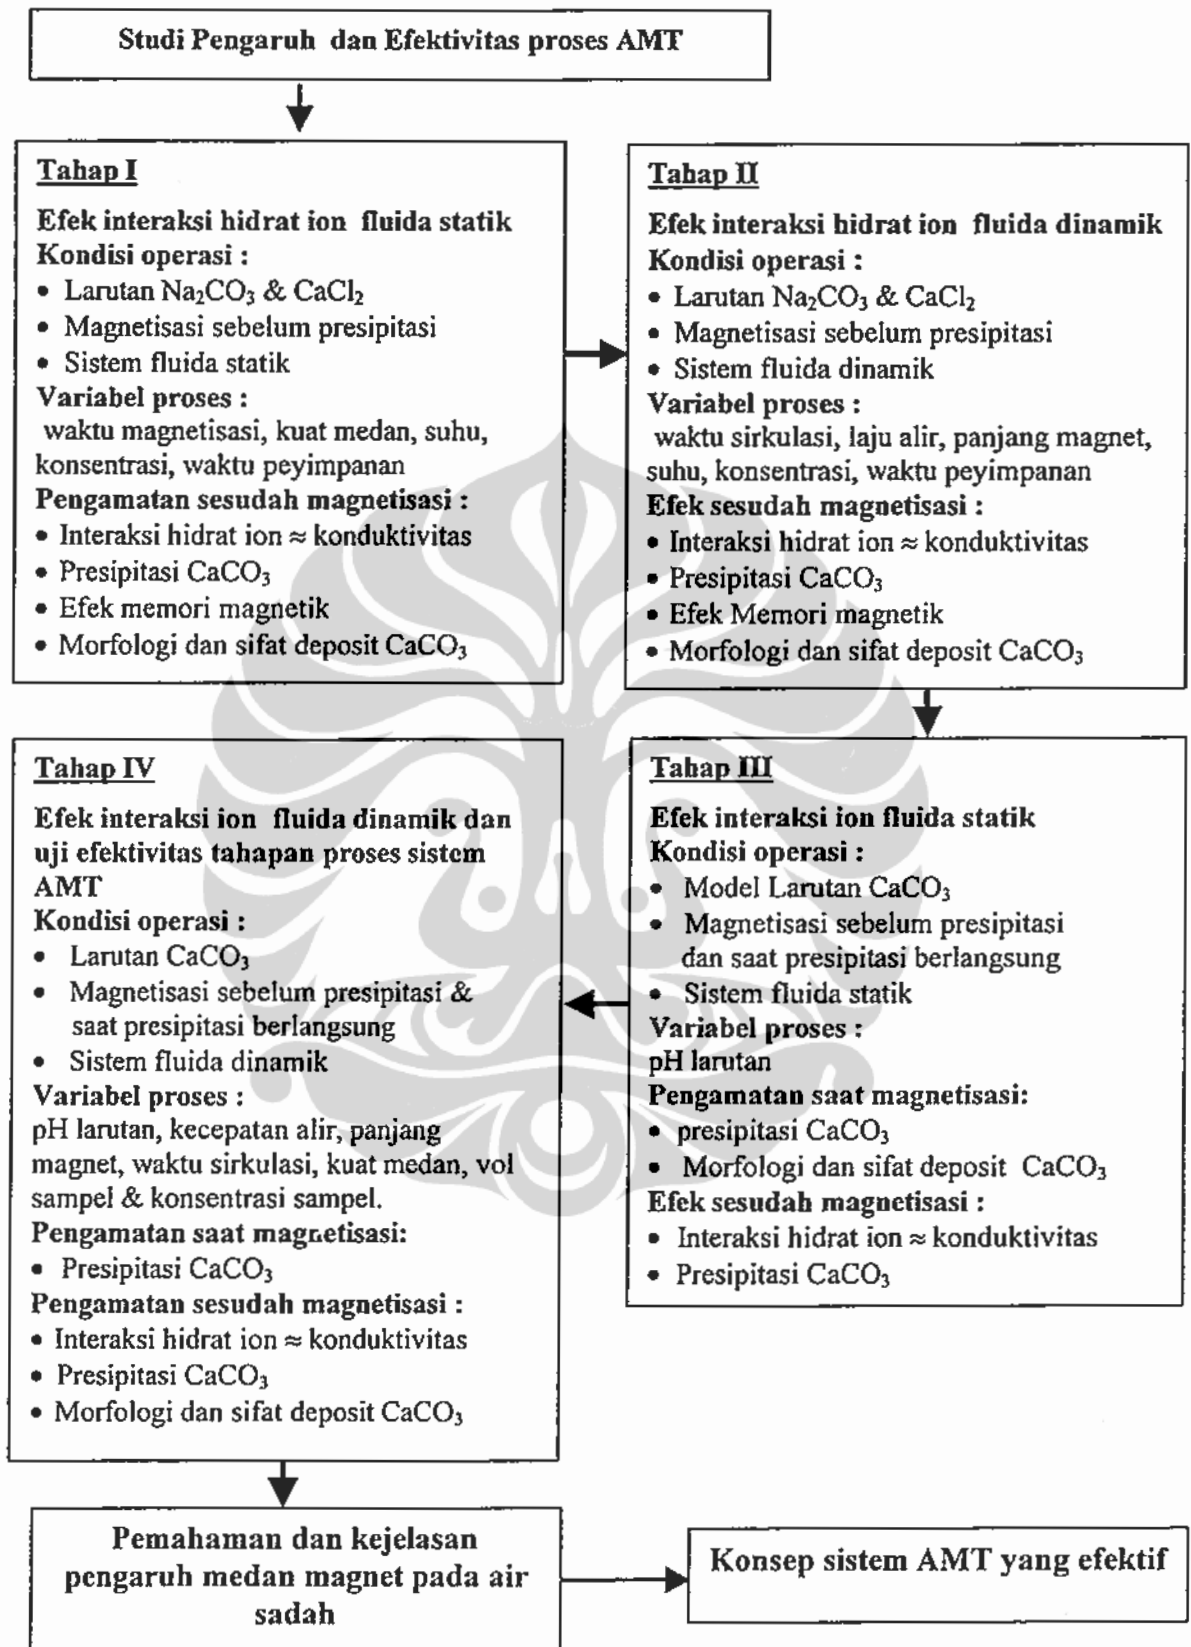 Studi Pengaruh dan Efektivitas proses AMT
Tahap I
Efek interaksi hidrat ion fluida statik
Kondisi operasi :
• Larutan Na₂CO₃ & CaCl₂
• Magnetisasi sebelum presipitasi
• Sistem fluida statik
Variabel proses :
waktu magnetisasi, kuat medan, suhu,
konsentrasi, waktu peyimpanan
Pengamatan sesudah magnetisasi :
• Interaksi hidrat ion ≈ konduktivitas
• Presipitasi CaCO₃
• Efek memori magnetik
• Morfologi dan sifat deposit CaCO₃
Tahap II
Efek interaksi hidrat ion fluida dinamik
Kondisi operasi :
• Larutan Na₂CO₃ & CaCl₂
• Magnetisasi sebelum presipitasi
• Sistem fluida dinamik
Variabel proses :
waktu sirkulasi, laju alir, panjang magnet,
suhu, konsentrasi, waktu peyimpanan
Efek sesudah magnetisasi :
• Interaksi hidrat ion ≈ konduktivitas
• Presipitasi CaCO₃
• Efek Memori magnetik
• Morfologi dan sifat deposit CaCO₃
Tahap III
Efek interaksi ion fluida statik
Kondisi operasi :
• Model Larutan CaCO₃
• Magnetisasi sebelum presipitasi
dan saat presipitasi berlangsung
• Sistem fluida statik
Variabel proses :
pH larutan
Pengamatan saat magnetisasi:
• presipitasi CaCO₃
• Morfologi dan sifat deposit CaCO₃
Efek sesudah magnetisasi :
• Interaksi hidrat ion ≈ konduktivitas
• Presipitasi CaCO₃
Tahap IV
Efek interaksi ion fluida dinamik dan
uji efektivitas tahapan proses sistem
AMT
Kondisi operasi :
• Larutan CaCO₃
• Magnetisasi sebelum presipitasi &
saat presipitasi berlangsung
• Sistem fluida dinamik
Variabel proses :
pH larutan, kecepatan alir, panjang
magnet, waktu sirkulasi, kuat medan, vol
sampel & konsentrasi sampel.
Pengamatan saat magnetisasi:
• Presipitasi CaCO₃
Pengamatan sesudah magnetisasi :
• Interaksi hidrat ion ≈ konduktivitas
• Presipitasi CaCO₃
• Morfologi dan sifat deposit CaCO₃
Pemahaman dan kejelasan
pengaruh medan magnet pada air
sadah
Konsep sistem AMT yang efektif